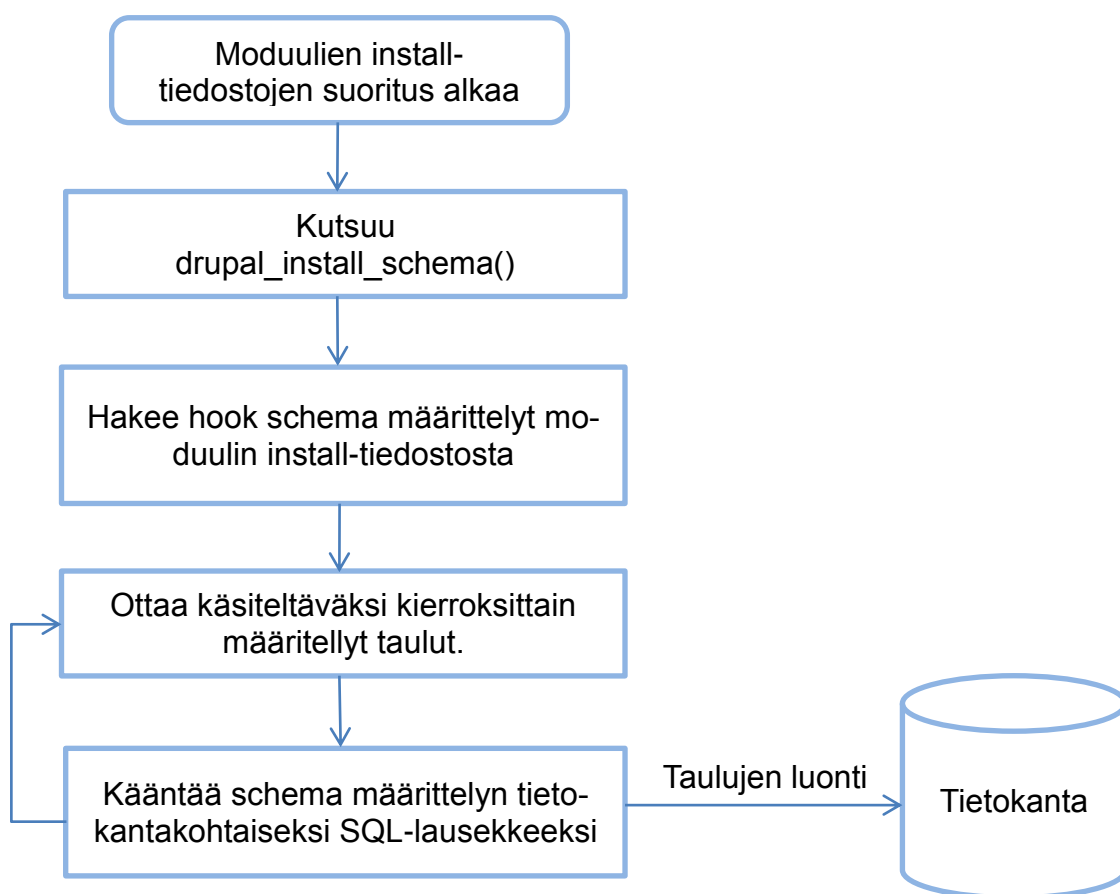 Moduulien install-
tiedostojen suoritus alkaa
Kutsuu
drupal_install_schema()
Hakee hook schema määrittelyt mo-
duulin install-tiedostosta
Ottaa käsiteltäväksi kierroksittain
määritellyt taulut.
Kääntää schema määrittelyn tieto-
kantakohtaiseksi SQL-lausekkeeksi
Taulujen luonti
Tietokanta